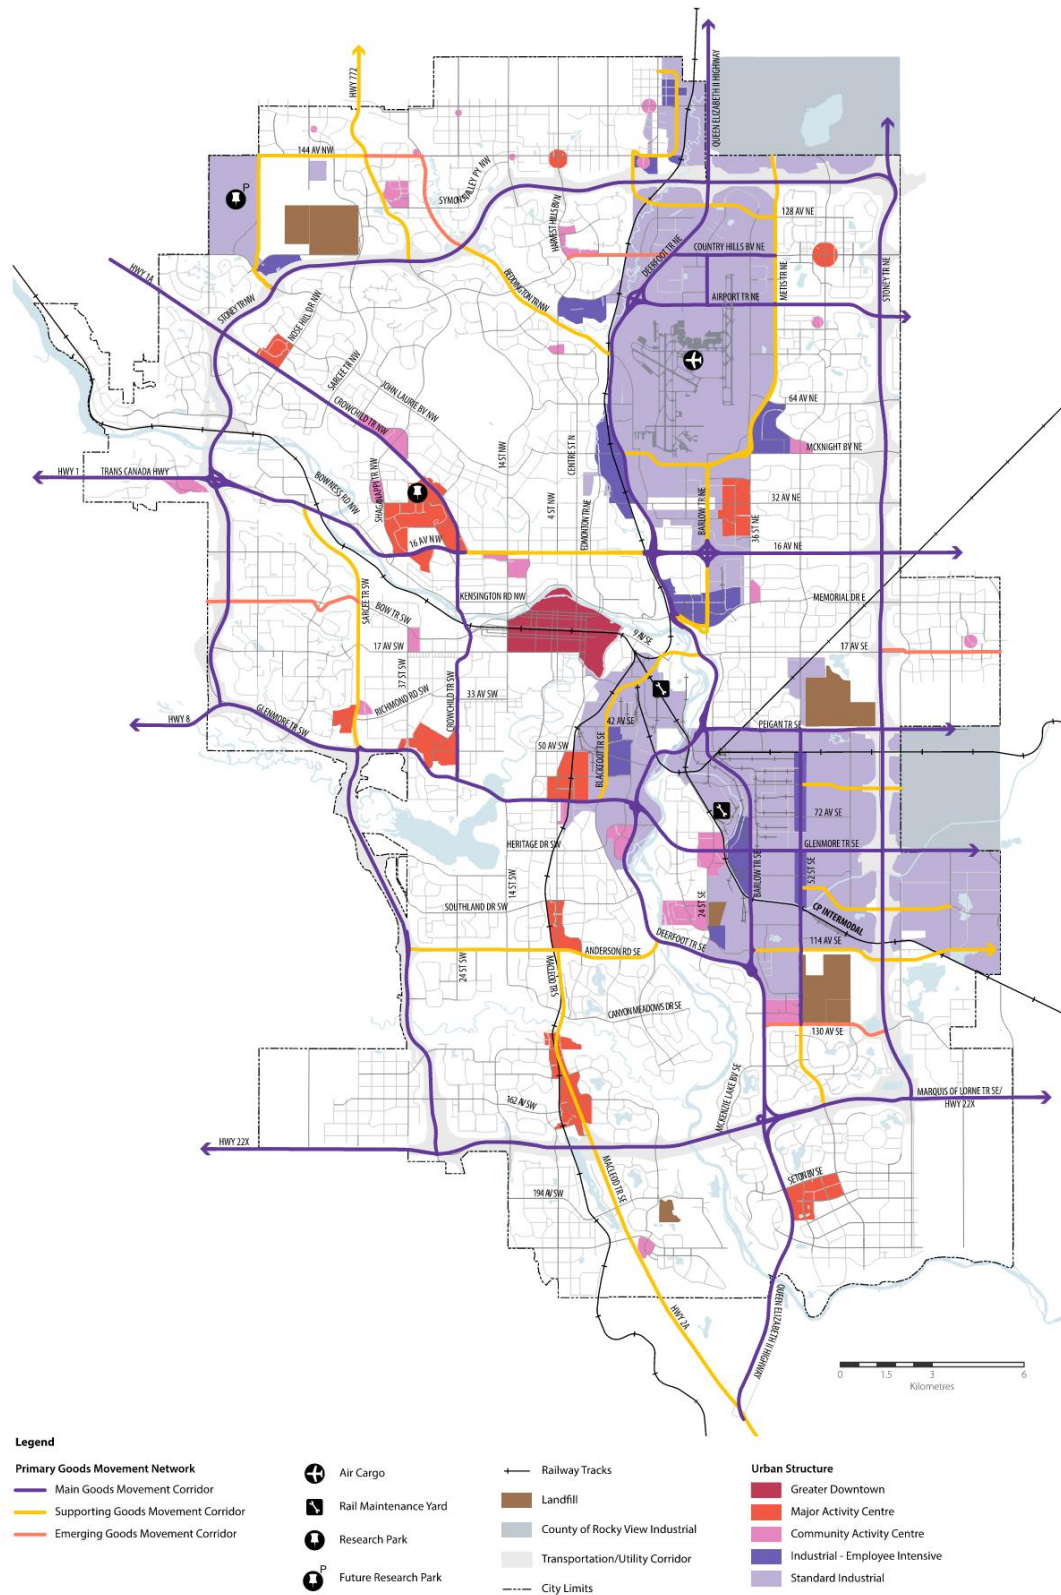 QUEEN ELIZABETH II HIGHWAY
HWY 772
144 AV NW
P
SYMONS VALLEY PY NW
HARVEST HILLS BV N
128 AV NE
COUNTRY HILLS BV NE
DEERFOOT TR NE
METIS TR NE
STONEY TR NE
HWY 1A
STONEY TR NW
BEDDINGTON TR NW
AIRPORT TR NE
NOSE HILL DR NW
SARCEE TR NW
JOHN LAURIE BV NW
CROWCHILD TR NW
64 AV NE
MCKNIGHT BV NE
14 ST NW
CENTRE ST N
HWY 1
TRANS CANADA HWY
BOWNESS RD NW
SHAGANAPPI TR NW
4 ST NW
EDMONTON TR NE
BARLOW TR NE
32 AV NE
36 ST NE
16 AV NW
16 AV NE
SARCEE TR SW
KENSINGTON RD NW
MEMORIAL DR E
BOW TR SW
17 AV SW
9 AV SE
17 AV SE
37 ST SW
RICHMOND RD SW
33 AV SW
CROWCHILD TR SW
HWY 8
GLENMORE TR SW
42 AV SE
PEIGAN TR SE
50 AV SW
BLACKFOOT TR SE
72 AV SE
HERITAGE DR SW
GLENMORE TR SE
14 ST SW
BARLOW TR SE
52 ST SE
24 ST SE
SOUTHLAND DR SW
CP INTERMODAL
DEERFOOT TR SE
114 AV SE
24 ST SW
ANDERSON RD SE
MACLEOD TR S
CANYON MEADOWS DR SE
130 AV SE
MCKENZIE LAKE BV SE
162 AV SW
MARQUIS OF LORNE TR SE/
HWY 22X
HWY 22X
MACLEOD TR SE
SETON BV SE
194 AV SW
HWY 2A
QUEEN ELIZABETH II HIGHWAY
0 1.5 3 6
Kilometres
Legend
Primary Goods Movement Network
Main Goods Movement Corridor
Supporting Goods Movement Corridor
Emerging Goods Movement Corridor
Air Cargo
Rail Maintenance Yard
Research Park
P
Future Research Park
Railway Tracks
Landfill
County of Rocky View Industrial
Transportation/Utility Corridor
City Limits
Urban Structure
Greater Downtown
Major Activity Centre
Community Activity Centre
Industrial - Employee Intensive
Standard Industrial